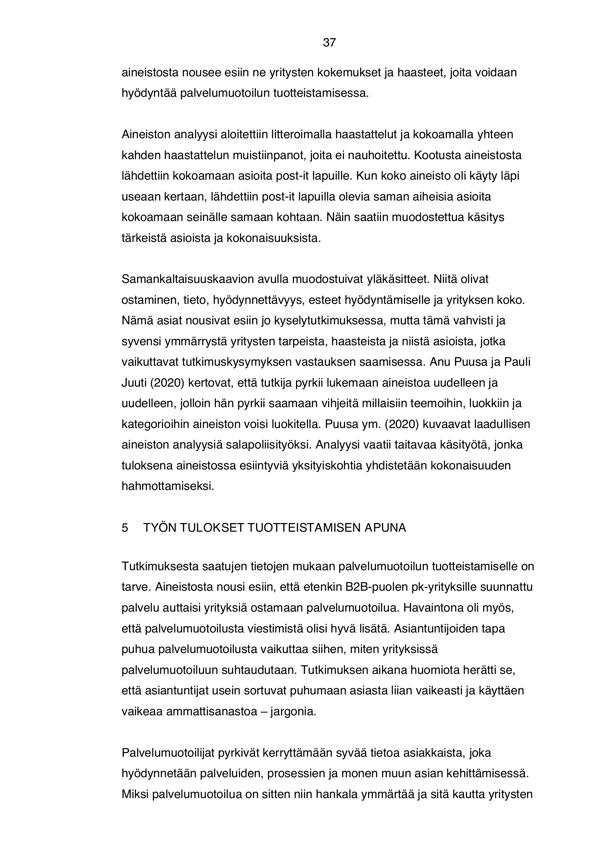 37
aineistosta nousee esiin ne yritysten kokemukset ja haasteet, joita voidaan
hyödyntää palvelumuotoilun tuotteistamisessa.
Aineiston analyysi aloitettiin litteroimalla haastattelut ja kokoamalla yhteen
kahden haastattelun muistiinpanot, joita ei nauhoitettu. Kootusta aineistosta
lähdettiin kokoamaan asioita post-it lapuille. Kun koko aineisto oli käyty läpi
useaan kertaan, lähdettiin post-it lapuilla olevia saman aiheisia asioita
kokoamaan seinälle samaan kohtaan. Näin saatiin muodostettua käsitys
tärkeistä asioista ja kokonaisuuksista.
Samankaltaisuuskaavion avulla muodostuivat yläkäsitteet. Niitä olivat
ostaminen, tieto, hyödynnettävyys, esteet hyödyntämiselle ja yrityksen koko.
Nämä asiat nousivat esiin jo kyselytutkimuksessa, mutta tämä vahvisti ja
syvensi ymmärrystä yritysten tarpeista, haasteista ja niistä asioista, jotka
vaikuttavat tutkimuskysymyksen vastauksen saamisessa. Anu Puusa ja Pauli
Juuti (2020) kertovat, että tutkija pyrkii lukemaan aineistoa uudelleen ja
uudelleen, jolloin hän pyrkii saamaan vihjeitä millaisiin teemoihin, luokkiin ja
kategorioihin aineiston voisi luokitella. Puusa ym. (2020) kuvaavat laadullisen
aineiston analyysiä salapoliisityöksi. Analyysi vaatii taitavaa käsityötä, jonka
tuloksena aineistossa esiintyviä yksityiskohtia yhdistetään kokonaisuuden
hahmottamiseksi.
5 TYÖN TULOKSET TUOTTEISTAMISEN APUNA
Tutkimuksesta saatujen tietojen mukaan palvelumuotoilun tuotteistamiselle on
tarve. Aineistosta nousi esiin, että etenkin B2B-puolen pk-yrityksille suunnattu
palvelu auttaisi yrityksiä ostamaan palvelumuotoilua. Havaintona oli myös,
että palvelumuotoilusta viestimistä olisi hyvä lisätä. Asiantuntijoiden tapa
puhua palvelumuotoilusta vaikuttaa siihen, miten yrityksissä
palvelumuotoiluun suhtaudutaan. Tutkimuksen aikana huomiota herätti se,
että asiantuntijat usein sortuvat puhumaan asiasta liian vaikeasti ja käyttäen
vaikeaa ammattisanastoa – jargonia.
Palvelumuotoilijat pyrkivät kerryttämään syvää tietoa asiakkaista, joka
hyödynnetään palveluiden, prosessien ja monen muun asian kehittämisessä.
Miksi palvelumuotoilua on sitten niin hankala ymmärtää ja sitä kautta yritysten